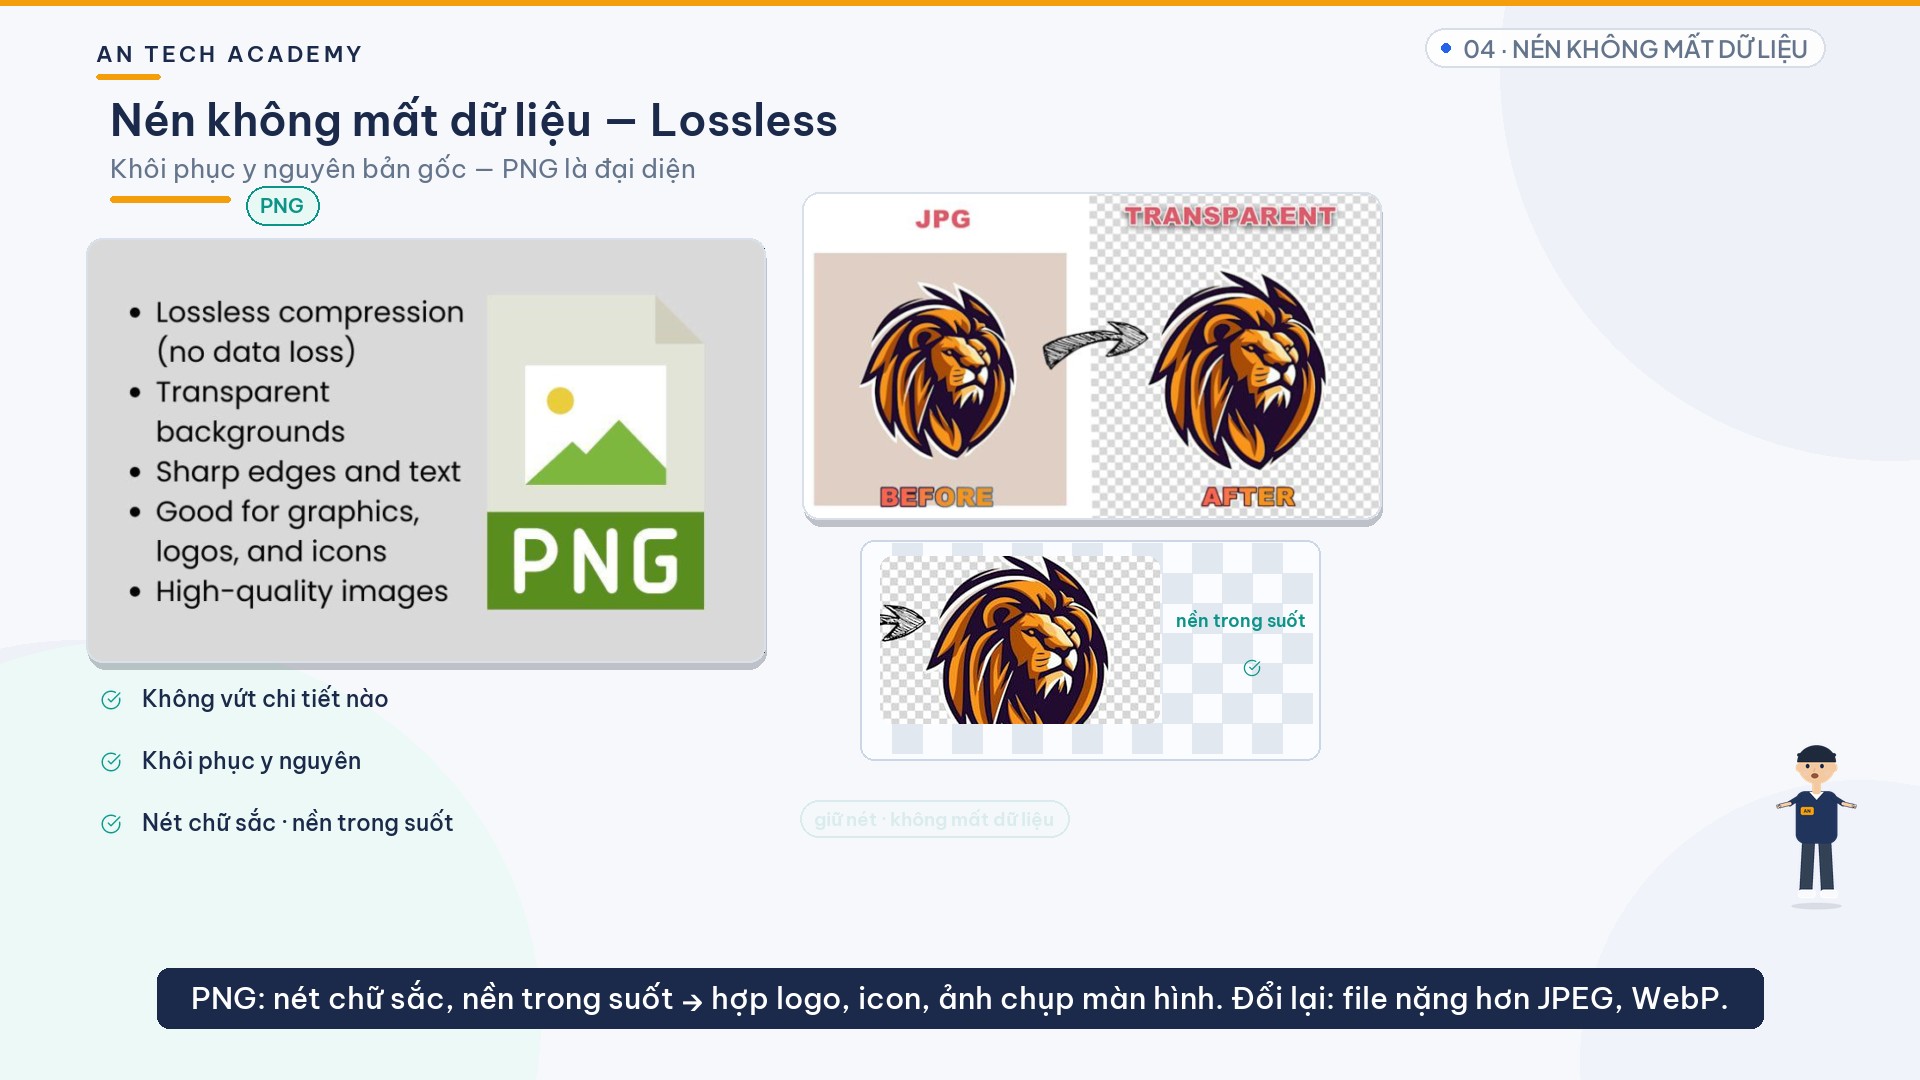 AN TECH ACADEMY
04 · NÉN KHÔNG MẤT DỮ LIỆU
Nén không mất dữ liệu — Lossless
Khôi phục y nguyên bản gốc — PNG là đại diện
PNG
• Lossless compression
(no data loss)
• Transparent
backgrounds
• Sharp edges and text
• Good for graphics,
logos, and icons
• High-quality images
PNG
JPG
TRANSPARENT
BEFORE
AFTER
nền trong suốt
Không vứt chi tiết nào
Khôi phục y nguyên
Nét chữ sắc · nền trong suốt
giữ nét · không mất dữ liệu
AN
PNG: nét chữ sắc, nền trong suốt → hợp logo, icon, ảnh chụp màn hình. Đổi lại: file nặng hơn JPEG, WebP.